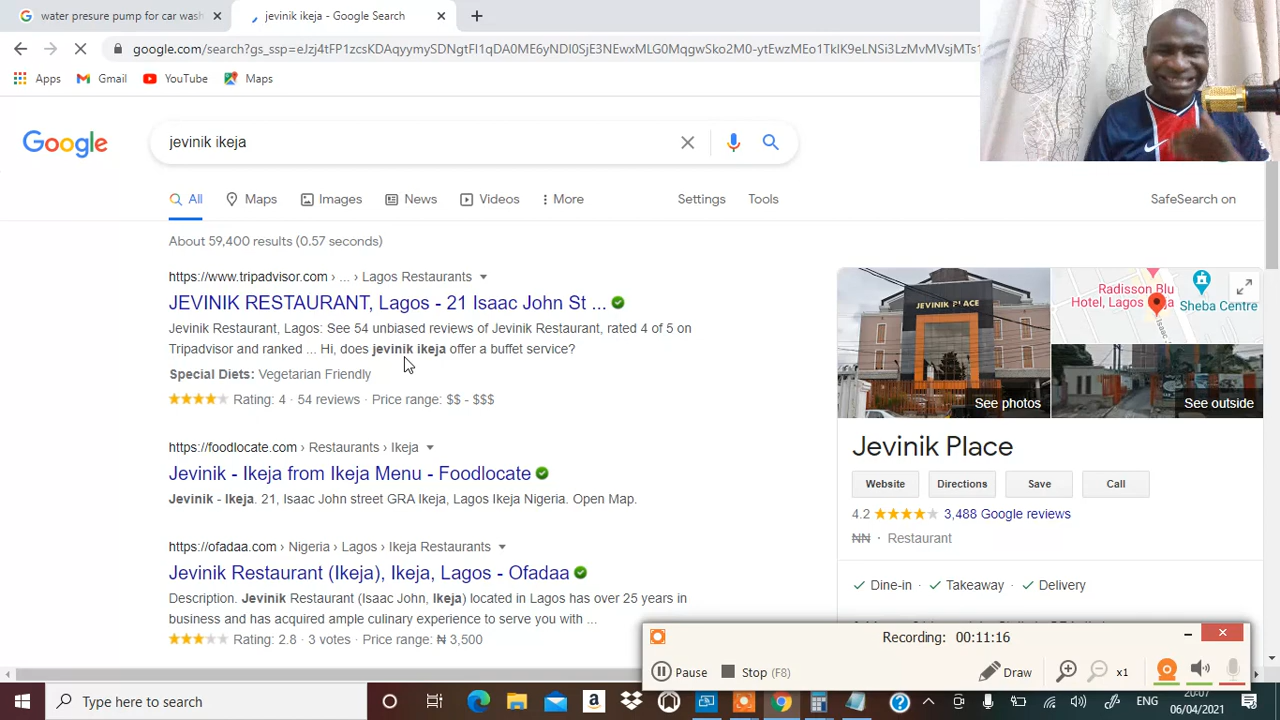 water presure pump for car wash
jevinik ikeja - Google Search
google.com/search?gs_ssp=eJzj4tFP1zcsKDAqyymySDNgtFI1qDA0ME6yNDI0SjE3NEwxMLG0MqgwSko2M0-ytEwzMEo1TklK9eLNSi3LzMvMVsjMTs1
Apps
Gmail
YouTube
Maps
Google
jevinik ikeja
All
Maps
Images
News
Videos
More
Settings
Tools
SafeSearch on
About 59,400 results (0.57 seconds)
https://www.tripadvisor.com › ... › Lagos Restaurants
JEVINIK RESTAURANT, Lagos - 21 Isaac John St ...
Jevinik Restaurant, Lagos: See 54 unbiased reviews of Jevinik Restaurant, rated 4 of 5 on
Tripadvisor and ranked ... Hi, does jevinik ikeja offer a buffet service?
Special Diets: Vegetarian Friendly
Rating: 4 · 54 reviews · Price range: $$ - $$$
https://foodlocate.com › Restaurants › Ikeja
Jevinik - Ikeja from Ikeja Menu - Foodlocate
Jevinik - Ikeja. 21, Isaac John street GRA Ikeja, Lagos Ikeja Nigeria. Open Map.
https://ofadaa.com › Nigeria › Lagos › Ikeja Restaurants
Jevinik Restaurant (Ikeja), Ikeja, Lagos - Ofadaa
Description. Jevinik Restaurant (Isaac John, Ikeja) located in Lagos has over 25 years in
business and has acquired ample culinary experience to serve you with ...
Rating: 2.8 · 3 votes · Price range: ₦ 3,500
JEVINIK PLACE
See photos
Radisson Blu
Hotel, Lagos
Sheba Centre
See outside
Jevinik Place
Website
Directions
Save
Call
4.2
3,488 Google reviews
₦₦ · Restaurant
Dine-in · Takeaway · Delivery
Recording: 00:11:16
Pause
Stop (F8)
Draw
x1
Type here to search
ENG
20:07
06/04/2021